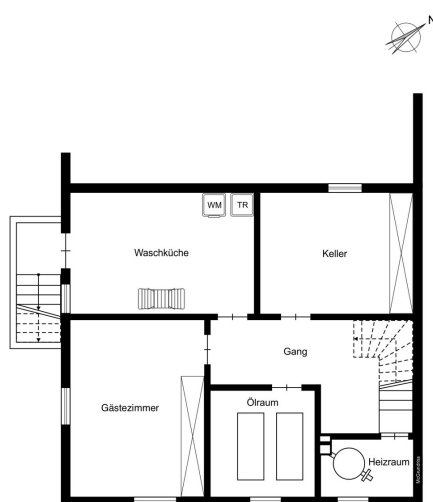 N
WM
TR
Waschküche
Keller
Gang
Gästezimmer
Ölraum
Heizraum